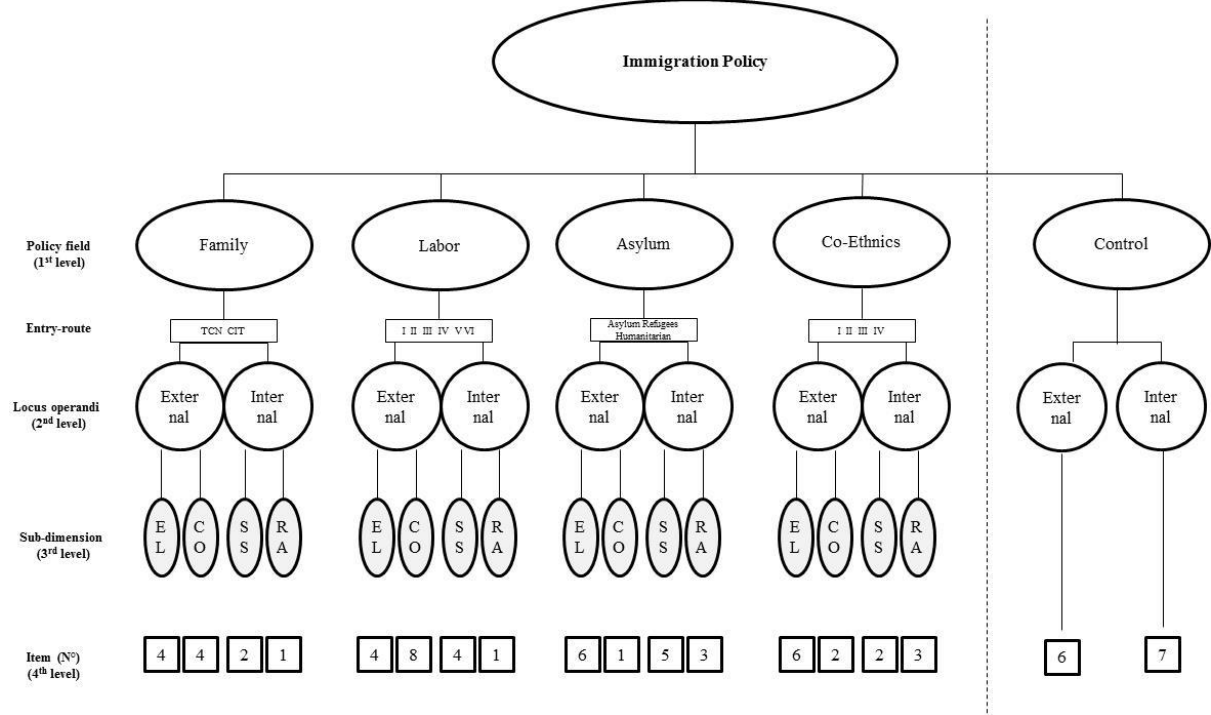 Immigration Policy
Policy field
(1st level)
Family
Labor
Asylum
Co-Ethnics
Control
Entry-route
TCN CIT
I II III IV V VI
Asylum Refugees
Humanitarian
I II III IV
Locus operandi
(2nd level)
Exter
nal
Inter
nal
Exter
nal
Inter
nal
Exter
nal
Inter
nal
Exter
nal
Inter
nal
Exter
nal
Inter
nal
Sub-dimension
(3rd level)
E
L
C
O
S
S
R
A
E
L
C
O
S
S
R
A
E
L
C
O
S
S
R
A
E
L
C
O
S
S
R
A
Item (N°)
(4th level)
4 4 2 1 4 8 4 1 6 1 5 3 6 2 2 3 6 7